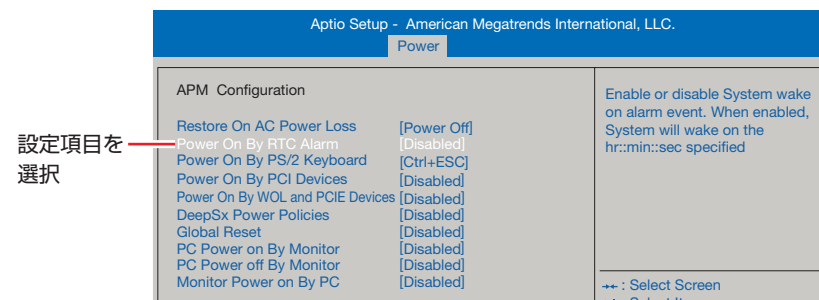 Aptio Setup - American Megatrends International, LLC.
Power
APM Configuration
Restore On AC Power Loss [Power Off]
Power On By RTC Alarm [Disabled]
Power On By PS/2 Keyboard [Ctrl+ESC]
Power On By PCI Devices [Disabled]
Power On By WOL and PCIE Devices [Disabled]
DeepSx Power Policies [Disabled]
Global Reset [Disabled]
PC Power on By Monitor [Disabled]
PC Power off By Monitor [Disabled]
Monitor Power on By PC [Disabled]
設定項目を
選択
Enable or disable System wake
on alarm event. When enabled,
System will wake on the
hr::min::sec specified
→← : Select Screen